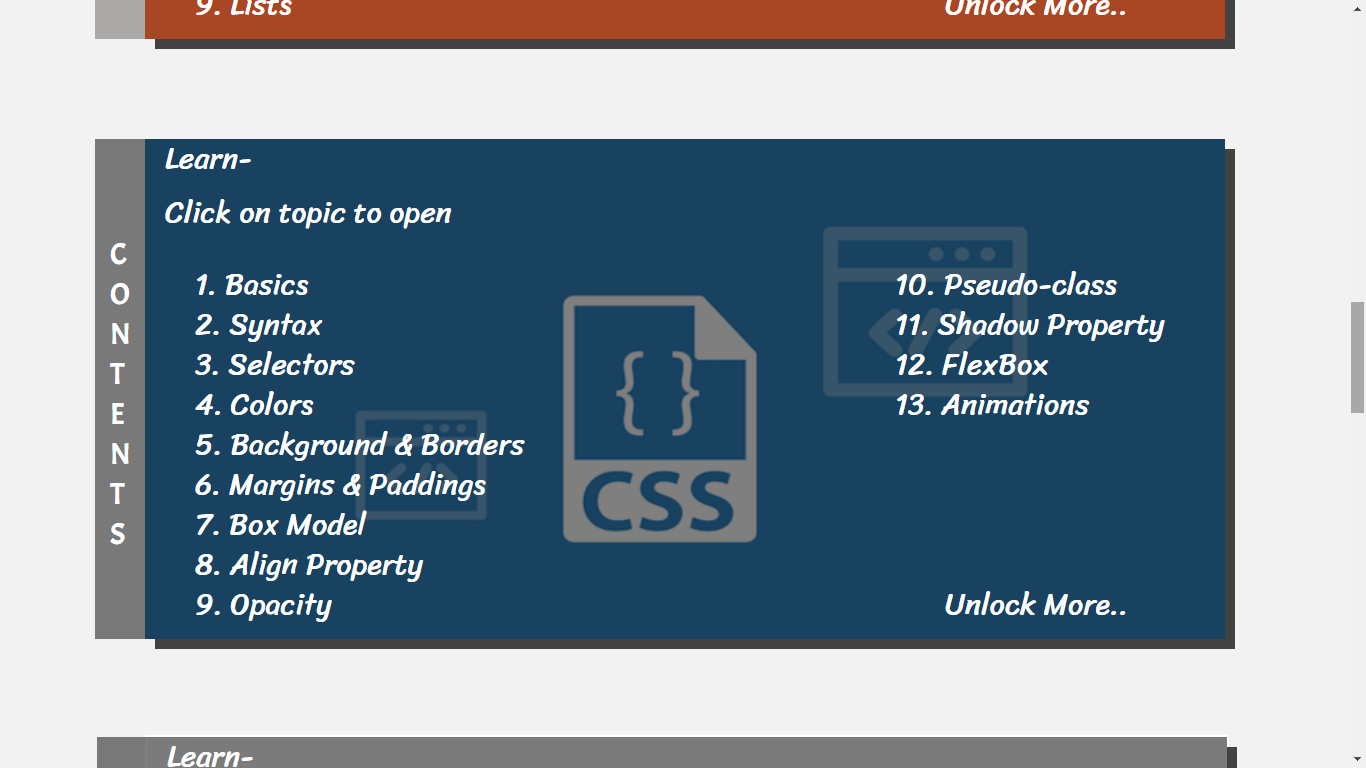 9. Lists
Unlock More..
Learn-
Click on topic to open
CONTENTS
1. Basics
2. Syntax
3. Selectors
4. Colors
5. Background & Borders
6. Margins & Paddings
7. Box Model
8. Align Property
9. Opacity
{ }
CSS
</>
</>
10. Pseudo-class
11. Shadow Property
12. FlexBox
13. Animations
Unlock More..
Learn-